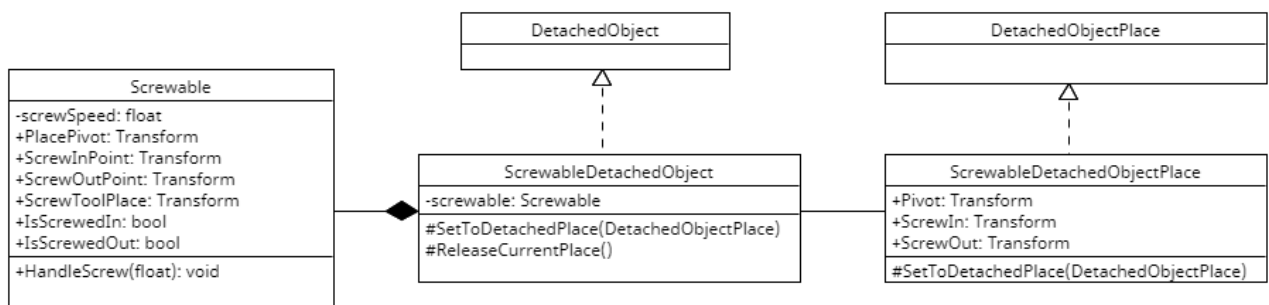 DetachedObject
DetachedObjectPlace
Screwable
-screwSpeed: float
+PlacePivot: Transform
+ScrewInPoint: Transform
+ScrewOutPoint: Transform
+ScrewToolPlace: Transform
+IsScrewedIn: bool
+IsScrewedOut: bool
+HandleScrew(float): void
ScrewableDetachedObject
-screwable: Screwable
#SetToDetachedPlace(DetachedObjectPlace)
#ReleaseCurrentPlace()
ScrewableDetachedObjectPlace
+Pivot: Transform
+ScrewIn: Transform
+ScrewOut: Transform
#SetToDetachedPlace(DetachedObjectPlace)